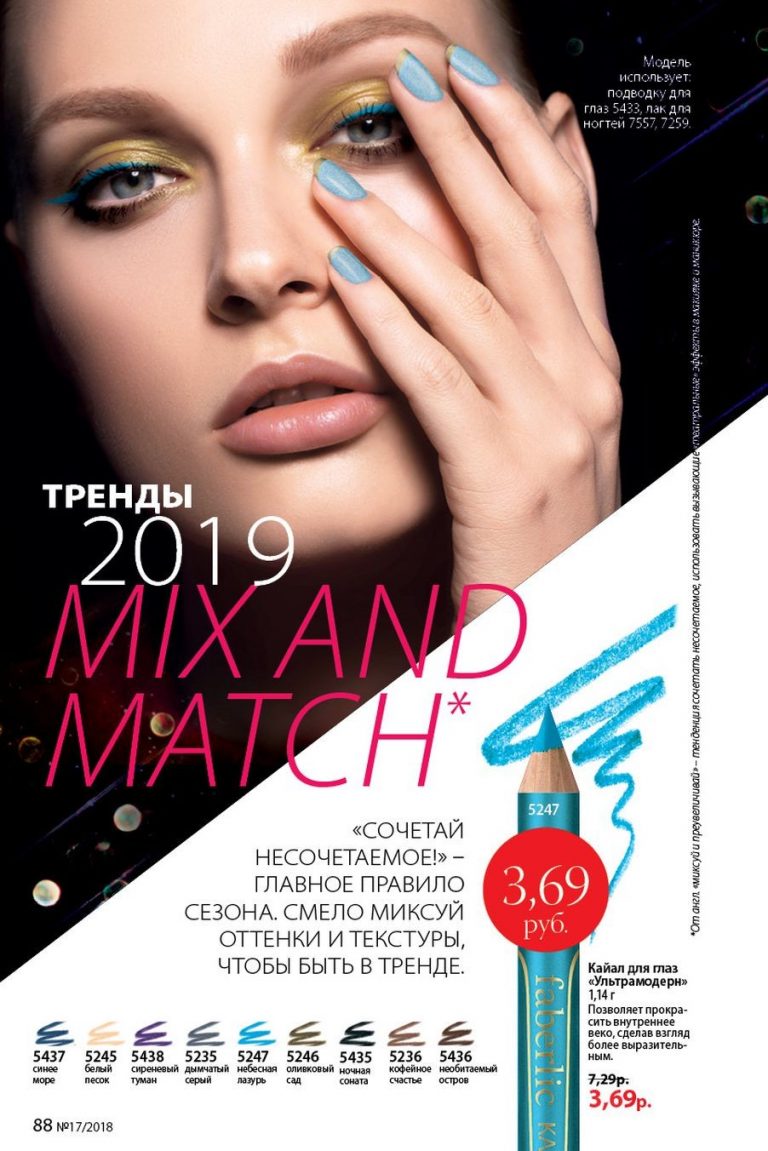 Модель
использует:
подводку для
глаз 5433, лак для
ногтей 7557, 7259.
ТРЕНДЫ
2019
MIX AND
MATCH*
«СОЧЕТАЙ
НЕСОЧЕТАЕМОЕ!» –
ГЛАВНОЕ ПРАВИЛО
СЕЗОНА. СМЕЛО МИКСУЙ
ОТТЕНКИ И ТЕКСТУРЫ,
ЧТОБЫ БЫТЬ В ТРЕНДЕ.
*От англ. «миксуй и преувеличивай» – тенденция сочетать несочетаемое, использовать вызывающие «театральные» эффекты в макияже и маникюре.
5247
3,69
руб.
faberlic КА
Кайал для глаз
«Ультрамодерн»
1,14 г
Позволяет прокра-
сить внутреннее
веко, сделав взгляд
более выразитель-
ным.
7,29р.
3,69р.
5437
синее
море
5245
белый
песок
5438
сиреневый
туман
5235
дымчатый
серый
5247
небесная
лазурь
5246
оливковый
сад
5435
ночная
соната
5236
кофейное
счастье
5436
необитаемый
остров
88 №17/2018